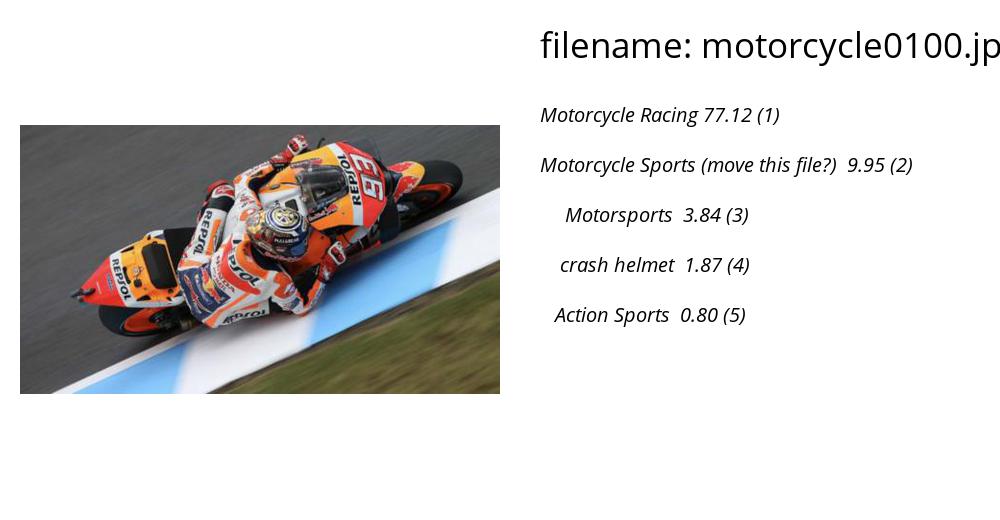 filename: motorcycle0100.jp
Motorcycle Racing 77.12 (1)
Motorcycle Sports (move this file?) 9.95 (2)
Motorsports 3.84 (3)
crash helmet 1.87 (4)
Action Sports 0.80 (5)
REPSOL
93
REPSOL
REPSOL
REPSOL
REPSOL